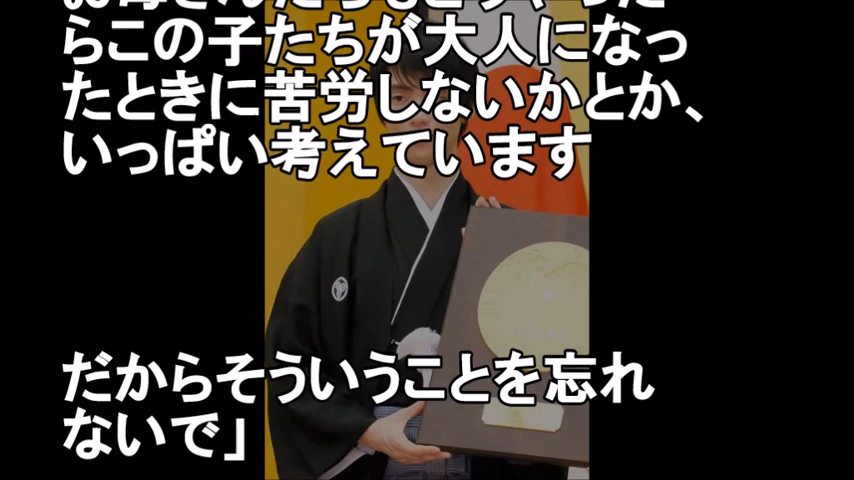 らこの子たちが大人になっ
たときに苦労しないかとか、
いっぱい考えています
だからそういうことを忘れ
ないで」